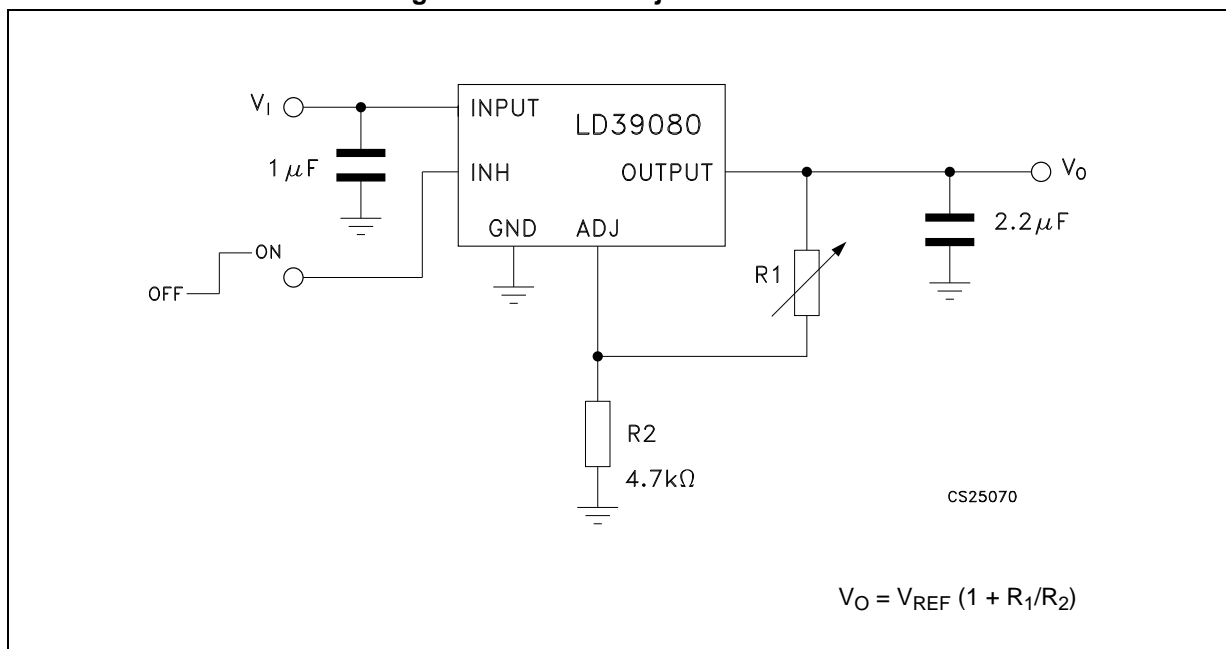 V_I
INPUT
LD39080
1 μF
INH
OUTPUT
V_O
GND
ADJ
2.2μF
ON
OFF
R1
R2
4.7kΩ
CS25070
V_O = V_REF (1 + R_1/R_2)